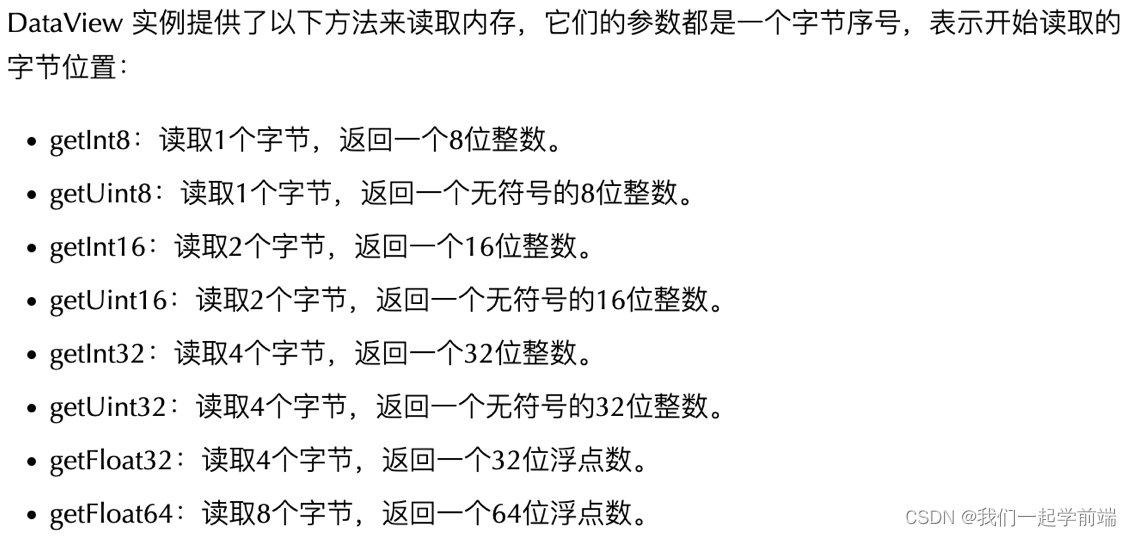 DataView 实例提供了以下方法来读取内存，它们的参数都是一个字节序号，表示开始读取的
字节位置：
• getInt8：读取1个字节，返回一个8位整数。
• getUint8：读取1个字节，返回一个无符号的8位整数。
• getInt16：读取2个字节，返回一个16位整数。
• getUint16：读取2个字节，返回一个无符号的16位整数。
• getInt32：读取4个字节，返回一个32位整数。
• getUint32：读取4个字节，返回一个无符号的32位整数。
• getFloat32：读取4个字节，返回一个32位浮点数。
• getFloat64：读取8个字节，返回一个64位浮点数。
CSDN @我们一起学前端